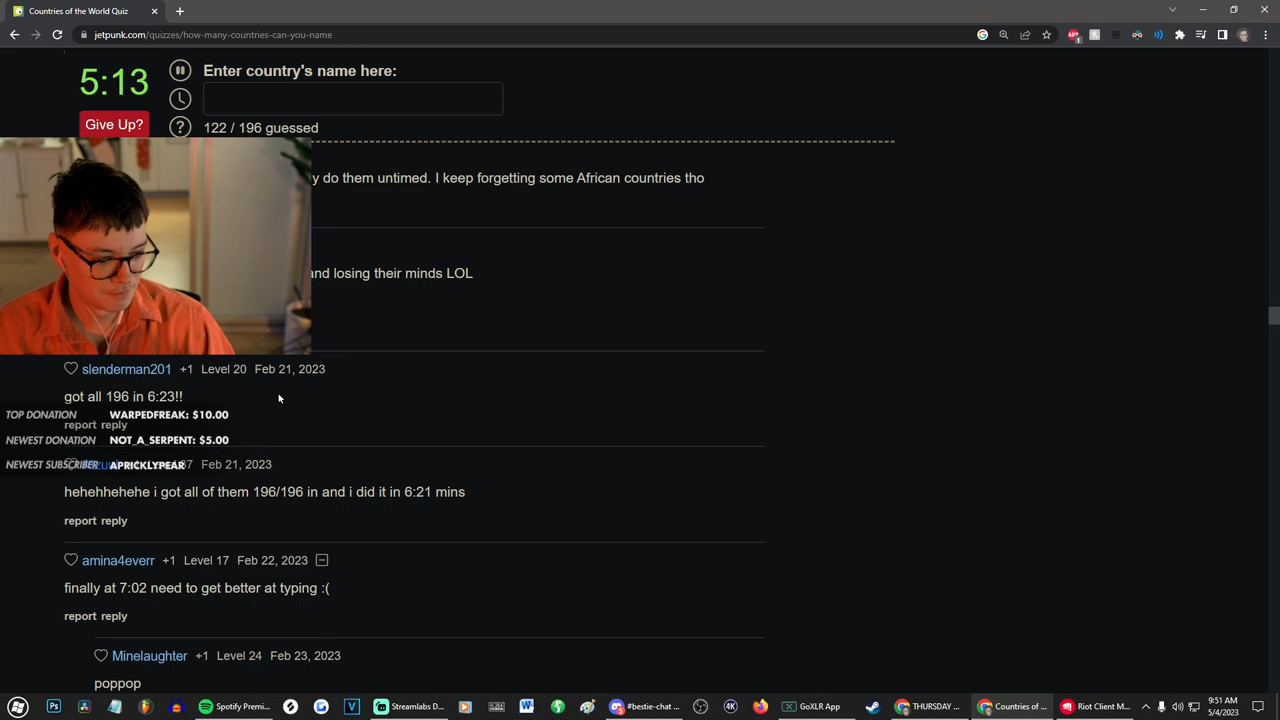 Countries of the World Quiz
jetpunk.com/quizzes/how-many-countries-can-you-name
5:13
Enter country's name here:
Give Up?
122 / 196 guessed
y do them untimed. I keep forgetting some African countries tho
and losing their minds LOL
slenderman201 +1 Level 20 Feb 21, 2023
got all 196 in 6:23!!
TOP DONATION WARPEDFREAK: $10.00
report reply
NEWEST DONATION NOT_A_SERPENT: $5.00
NEWEST SUBSCRIBER APRICKLYPEAR
37 Feb 21, 2023
hehehhehehe i got all of them 196/196 in and i did it in 6:21 mins
report reply
amina4everr +1 Level 17 Feb 22, 2023
finally at 7:02 need to get better at typing :(
report reply
Minelaughter +1 Level 24 Feb 23, 2023
poppop
Spotify Premi...
Streamlabs D...
#bestie-chat ...
GoXLR App
THURSDAY ...
Countries of ...
Riot Client M...
9:51 AM
5/4/2023